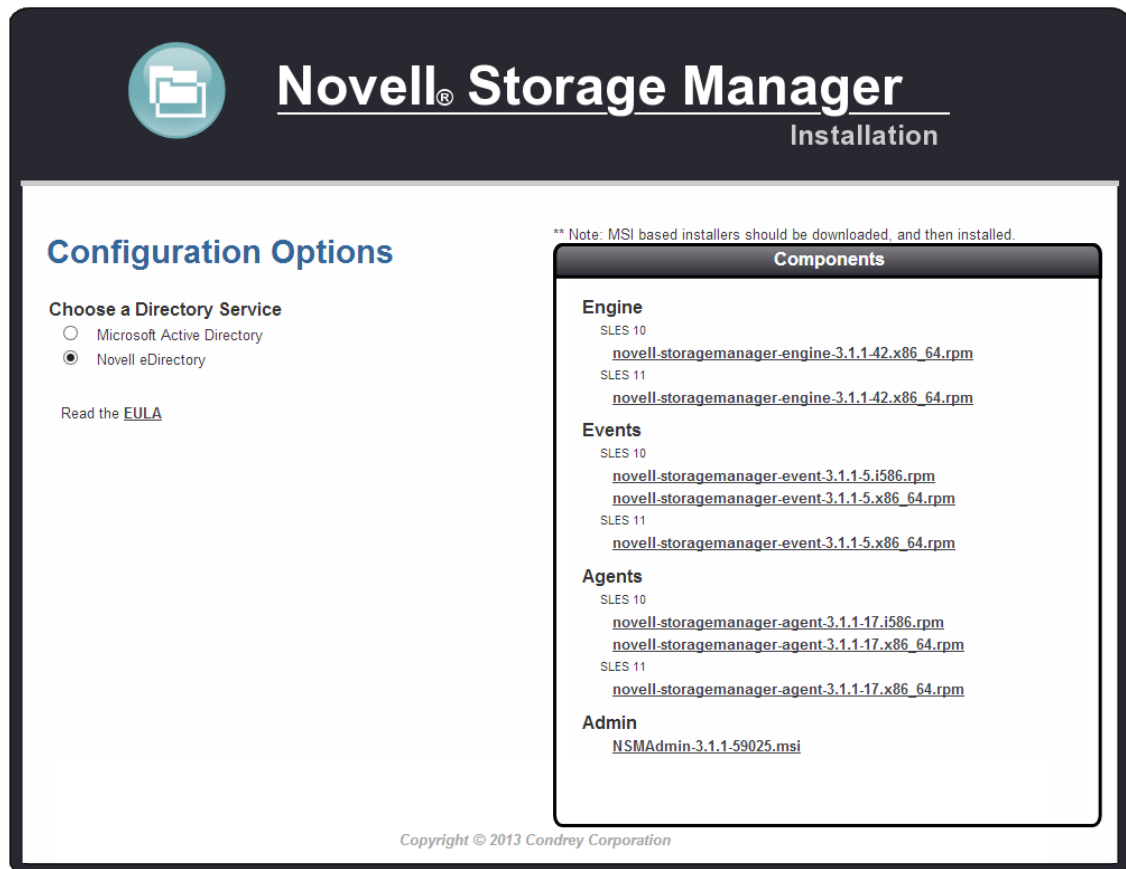 Novell® Storage Manager
Installation
Configuration Options
Choose a Directory Service
Microsoft Active Directory
Novell eDirectory
Read the EULA
** Note: MSI based installers should be downloaded, and then installed.
Components
Engine
SLES 10
novell-storagemanager-engine-3.1.1-42.x86_64.rpm
SLES 11
novell-storagemanager-engine-3.1.1-42.x86_64.rpm
Events
SLES 10
novell-storagemanager-event-3.1.1-5.i586.rpm
novell-storagemanager-event-3.1.1-5.x86_64.rpm
SLES 11
novell-storagemanager-event-3.1.1-5.x86_64.rpm
Agents
SLES 10
novell-storagemanager-agent-3.1.1-17.i586.rpm
novell-storagemanager-agent-3.1.1-17.x86_64.rpm
SLES 11
novell-storagemanager-agent-3.1.1-17.x86_64.rpm
Admin
NSMAdmin-3.1.1-59025.msi
Copyright © 2013 Condrey Corporation